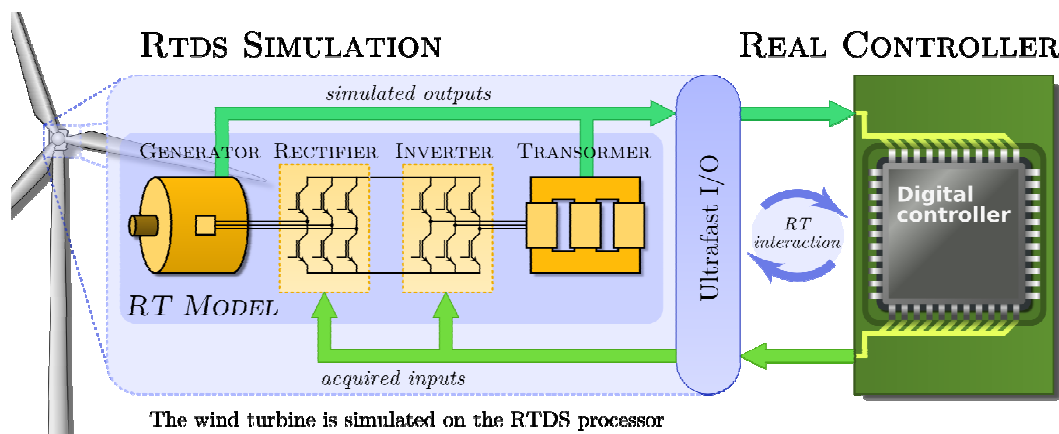 RTDS SIMULATION
REAL CONTROLLER
simulated outputs
GENERATOR RECTIFIER INVERTER TRANSORMER
RT MODEL
acquired inputs
Ultrafast I/O
RT
interaction
Digital
controller
The wind turbine is simulated on the RTDS processor